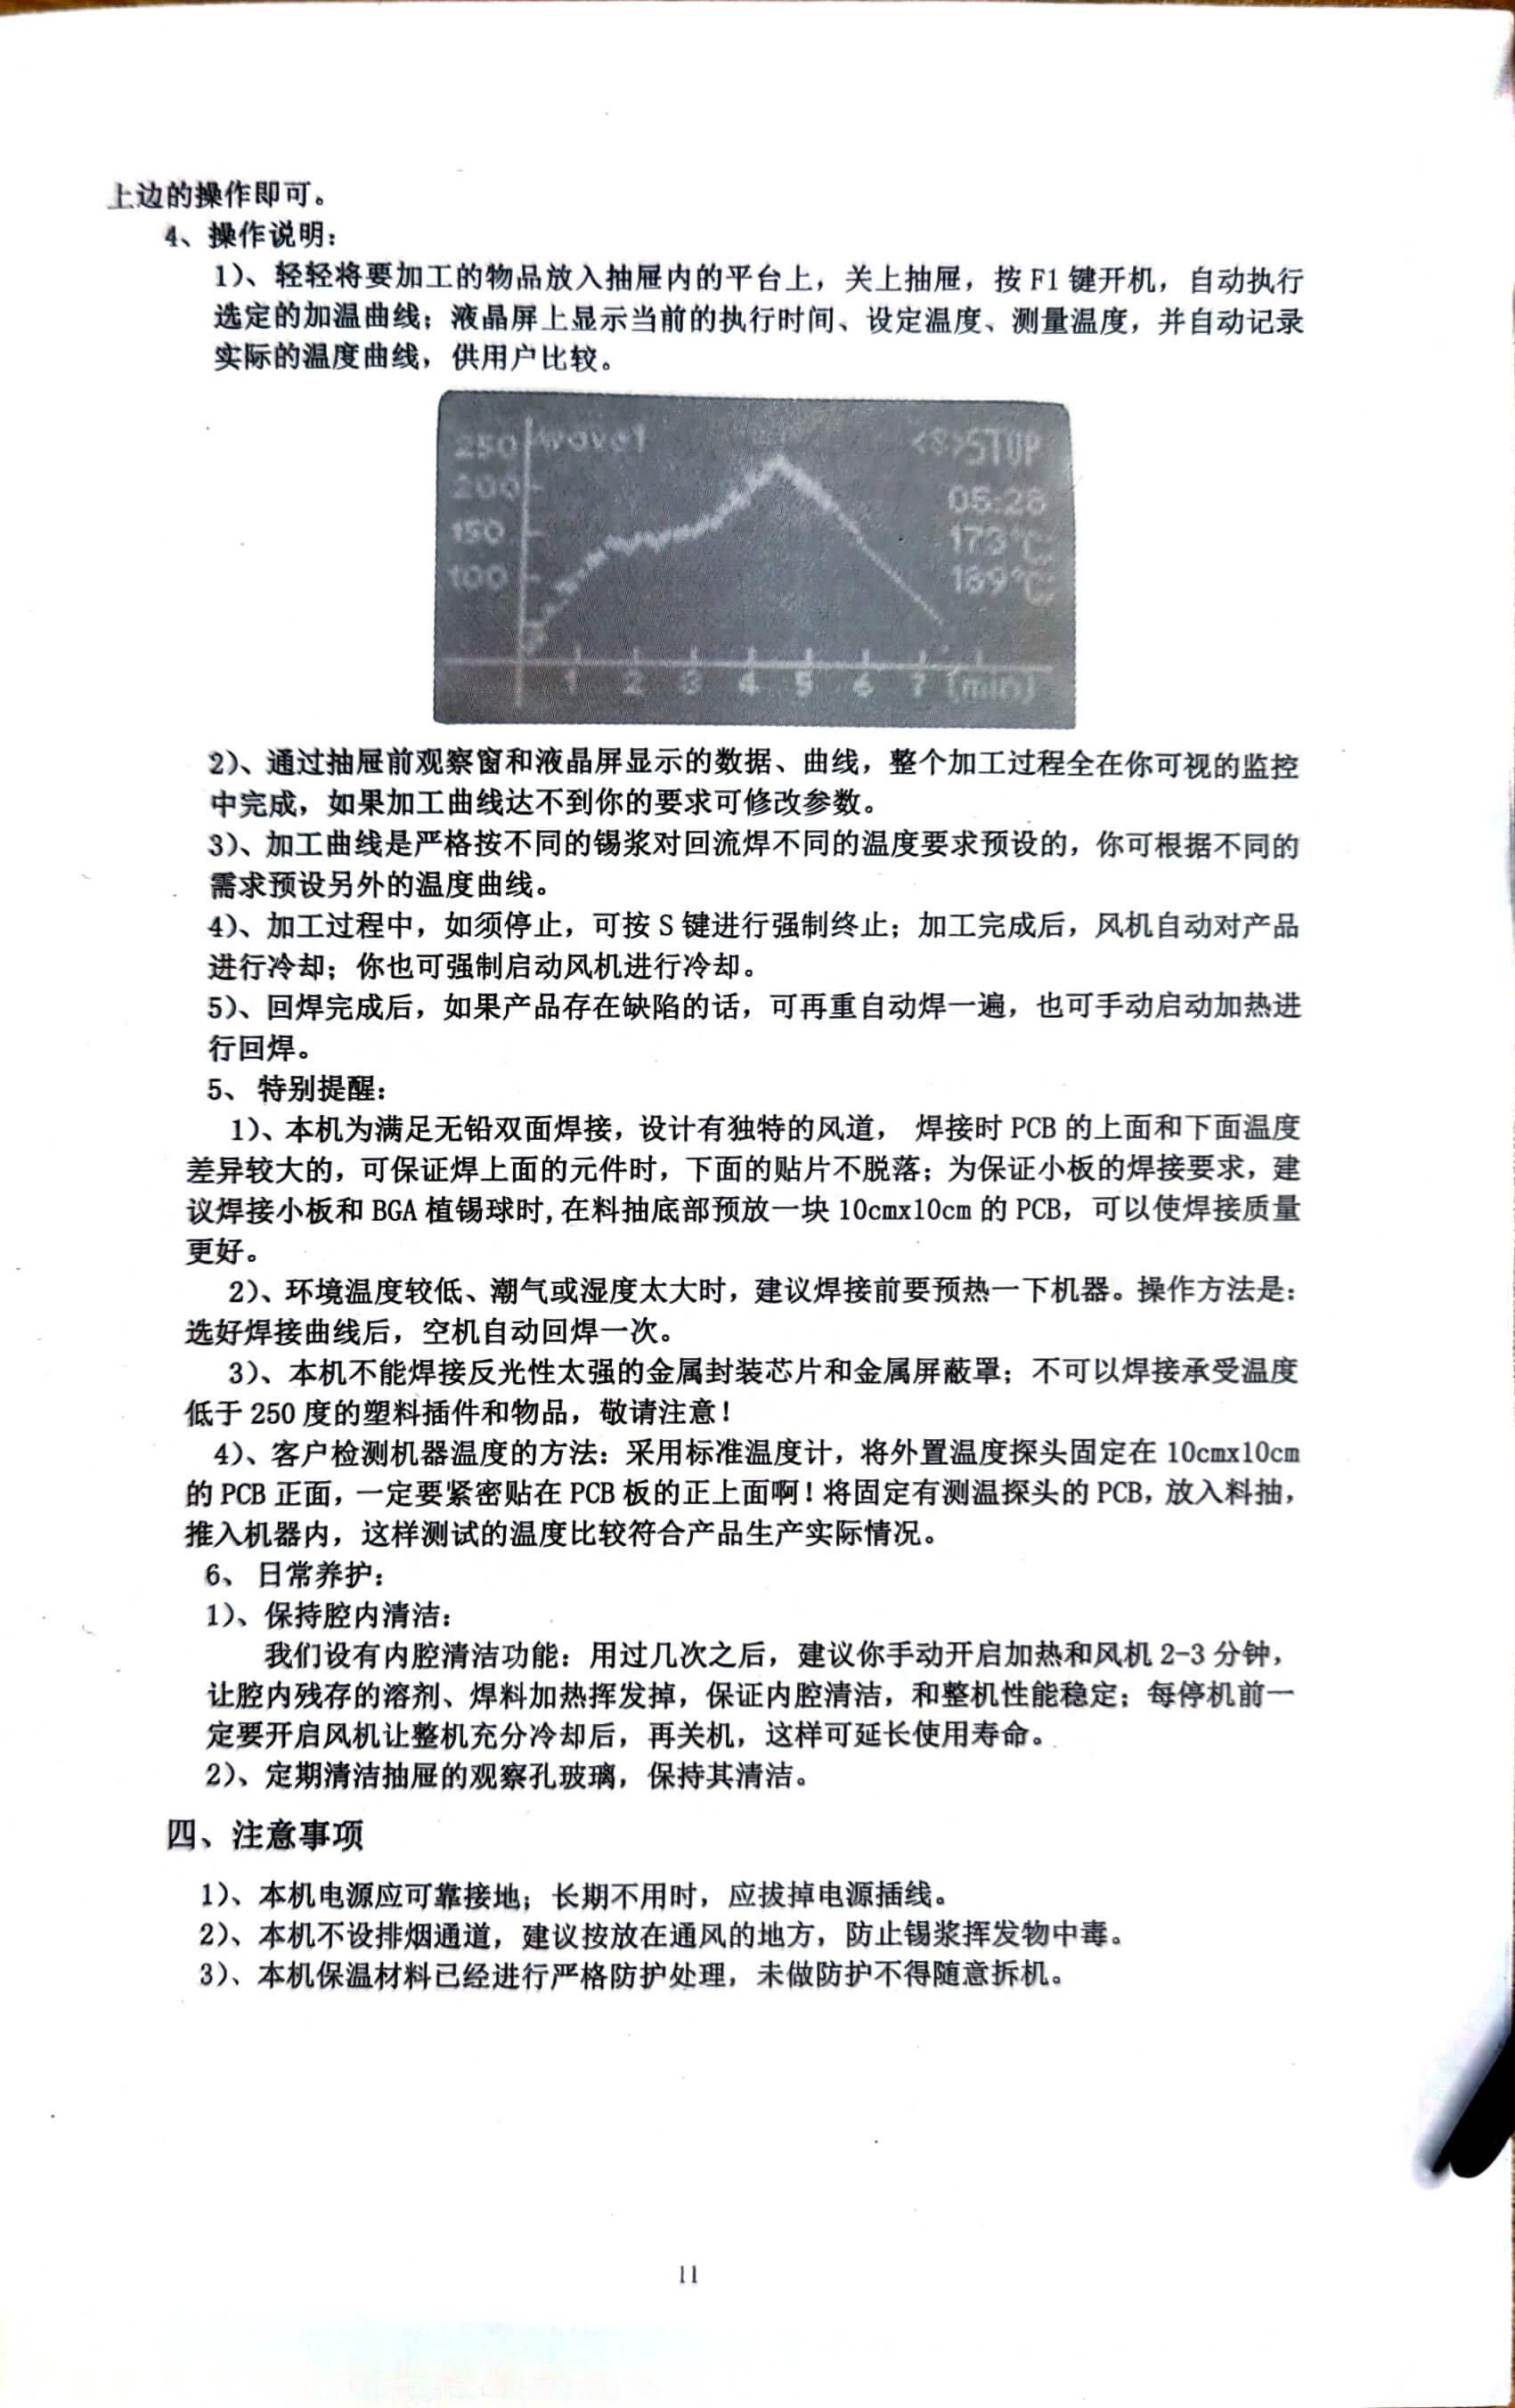 上边的操作即可。
4、操作说明：
1)、轻轻将要加工的物品放入抽屉内的平台上，关上抽屉，按 F1 键开机，自动执行
选定的加温曲线；液晶屏上显示当前的执行时间、设定温度、测量温度，并自动记录
实际的温度曲线，供用户比较。
250 Wave1 <S>STOP
200 05:28
150 173℃
100 189℃
1 2 3 4 5 6 7 (min)
2)、通过抽屉前观察窗和液晶屏显示的数据、曲线，整个加工过程全在你可视的监控
中完成，如果加工曲线达不到你的要求可修改参数。
3)、加工曲线是严格按不同的锡浆对回流焊不同的温度要求预设的，你可根据不同的
需求预设另外的温度曲线。
4)、加工过程中，如须停止，可按 S 键进行强制终止；加工完成后，风机自动对产品
进行冷却；你也可强制启动风机进行冷却。
5)、回焊完成后，如果产品存在缺陷的话，可再重自动焊一遍，也可手动启动加热进
行回焊。
5、 特别提醒：
1)、本机为满足无铅双面焊接，设计有独特的风道， 焊接时 PCB 的上面和下面温度
差异较大的，可保证焊上面的元件时，下面的贴片不脱落；为保证小板的焊接要求，建
议焊接小板和 BGA 植锡球时,在料抽底部预放一块 10cmx10cm 的 PCB，可以使焊接质量
更好。
2)、环境温度较低、潮气或湿度太大时，建议焊接前要预热一下机器。操作方法是：
选好焊接曲线后，空机自动回焊一次。
3)、本机不能焊接反光性太强的金属封装芯片和金属屏蔽罩；不可以焊接承受温度
低于 250 度的塑料插件和物品，敬请注意！
4)、客户检测机器温度的方法：采用标准温度计，将外置温度探头固定在 10cmx10cm
的 PCB 正面，一定要紧密贴在 PCB 板的正上面啊！将固定有测温探头的 PCB，放入料抽，
推入机器内，这样测试的温度比较符合产品生产实际情况。
6、 日常养护：
1)、保持腔内清洁：
我们设有内腔清洁功能：用过几次之后，建议你手动开启加热和风机 2-3 分钟，
让腔内残存的溶剂、焊料加热挥发掉，保证内腔清洁，和整机性能稳定；每停机前一
定要开启风机让整机充分冷却后，再关机，这样可延长使用寿命。
2)、定期清洁抽屉的观察孔玻璃，保持其清洁。
四、注意事项
1)、本机电源应可靠接地；长期不用时，应拔掉电源插线。
2)、本机不设排烟通道，建议按放在通风的地方，防止锡浆挥发物中毒。
3)、本机保温材料已经进行严格防护处理，未做防护不得随意拆机。
11